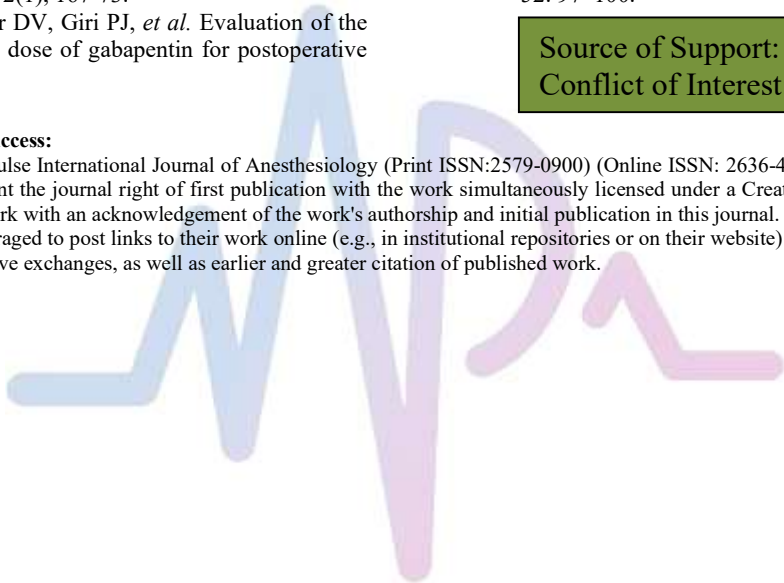 r DV, Giri PJ, et al. Evaluation of the
dose of gabapentin for postoperative
Source of Support:
Conflict of Interest
ccess:
ulse International Journal of Anesthesiology (Print ISSN:2579-0900) (Online ISSN: 2636-4
nt the journal right of first publication with the work simultaneously licensed under a Creat
rk with an acknowledgement of the work's authorship and initial publication in this journal.
raged to post links to their work online (e.g., in institutional repositories or on their website)
ve exchanges, as well as earlier and greater citation of published work.